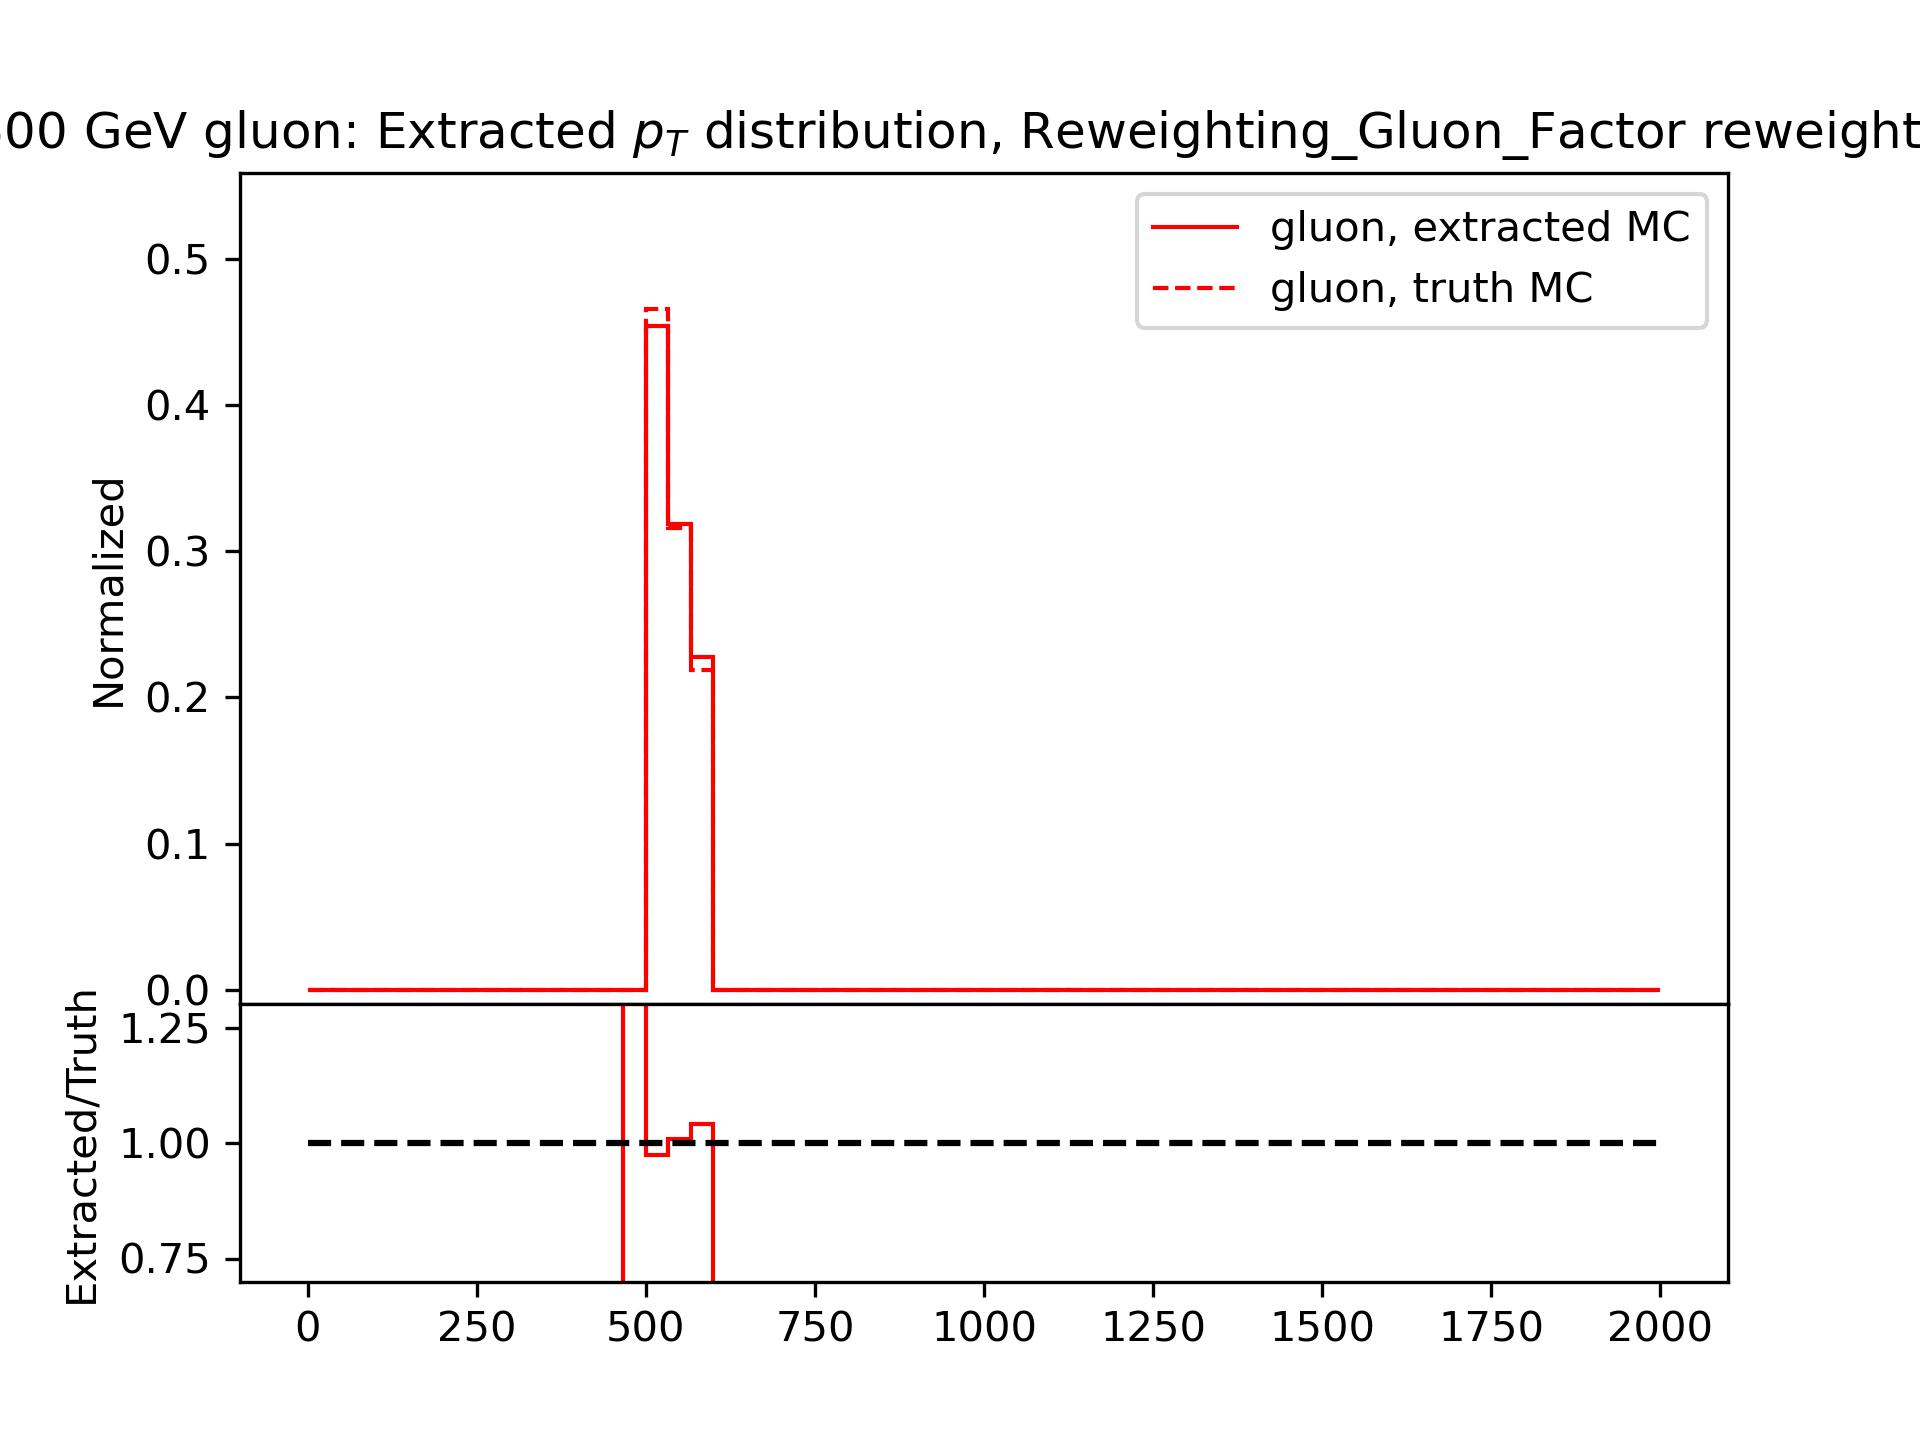 00 GeV gluon: Extracted pT distribution, Reweighting_Gluon_Factor reweight
gluon, extracted MC
gluon, truth MC
Normalized
0.5
0.4
0.3
0.2
0.1
0.0
Extracted/Truth
1.25
1.00
0.75
0 250 500 750 1000 1250 1500 1750 2000